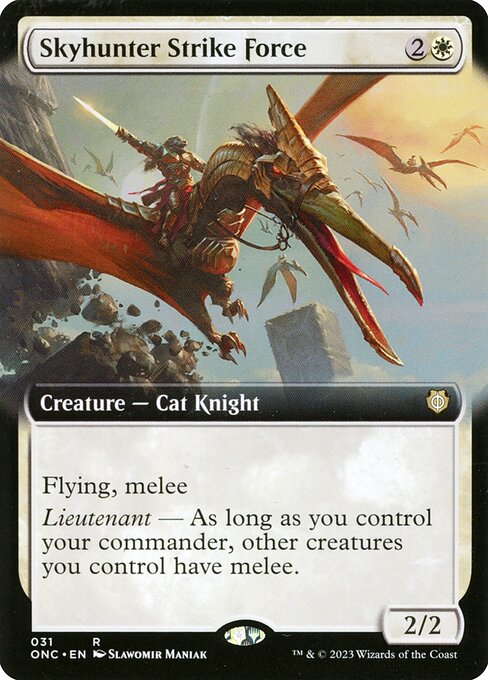 Skyhunter Strike Force 2
Creature — Cat Knight
Flying, melee
Lieutenant — As long as you control
your commander, other creatures
you control have melee.
2/2
031 R
ONC • EN Slawomir Maniak
™ & © 2023 Wizards of the Coast